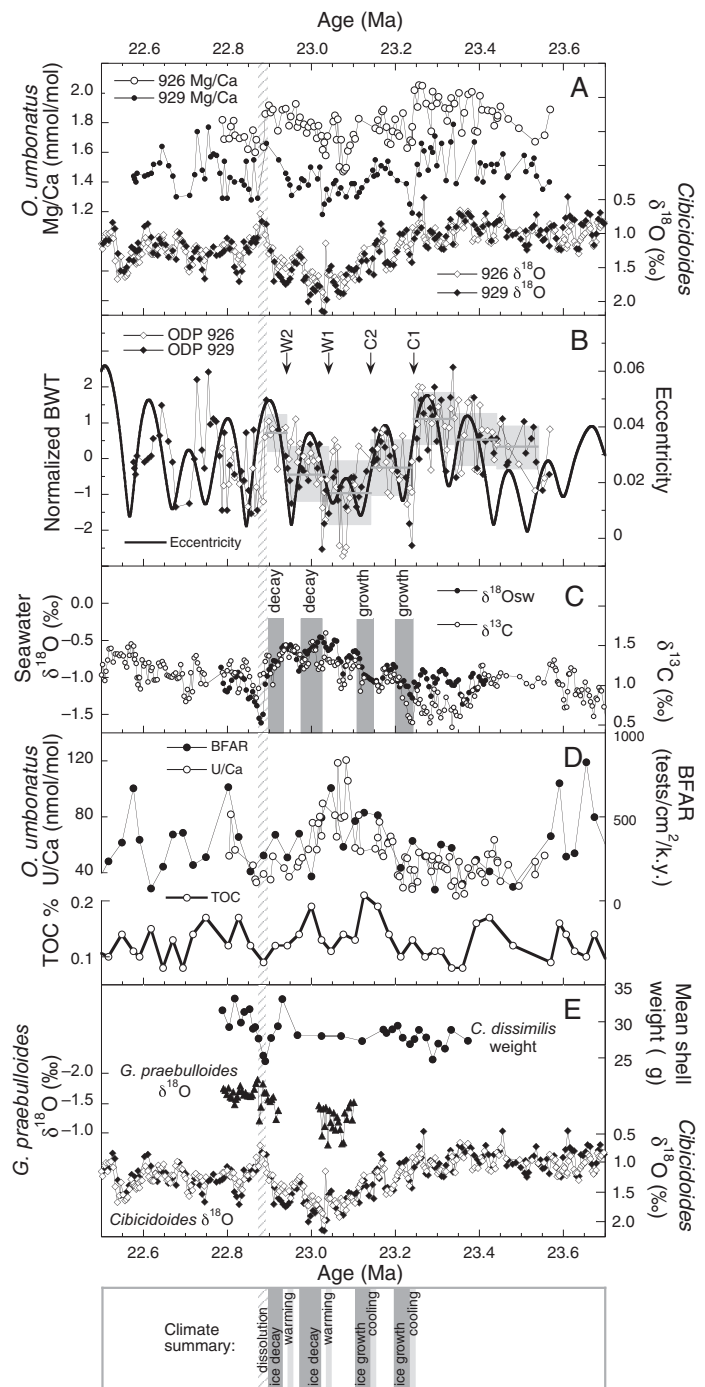 Age (Ma)
22.6 22.8 23.0 23.2 23.4 23.6
A
926 Mg/Ca
929 Mg/Ca
O. umbonatus
Mg/Ca (mmol/mol)
2.0
1.8
1.6
1.4
1.2
Cibicidoides
δ18O (‰)
0.5
1.0
1.5
2.0
926 δ18O
929 δ18O
B
ODP 926
ODP 929
W2
W1
C2
C1
Normalized BWT
2
1
0
−1
−2
Eccentricity
0.06
0.04
0.02
0
Eccentricity
C
decay
decay
growth
growth
δ18Osw
δ13C
Seawater
δ18O (‰)
0.0
−0.5
−1.0
−1.5
δ13C (‰)
1.5
1.0
0.5
D
BFAR
U/Ca
O. umbonatus
U/Ca (nmol/mol)
120
80
40
BFAR
(tests/cm2/k.y.)
1000
500
0
TOC %
0.2
0.1
TOC
E
Mean shell
weight ( g)
35
30
25
C. dissimilis
weight
G. praebulloides
δ18O
G. praebulloides
δ18O (‰)
−2.0
−1.5
−1.0
Cibicidoides
δ18O (‰)
0.5
1.0
1.5
2.0
Cibicidoides δ18O
22.6 22.8 23.0 23.2 23.4 23.6
Age (Ma)
Climate
summary:
dissolution
ice decay
warming
ice decay
warming
ice growth
cooling
ice growth
cooling